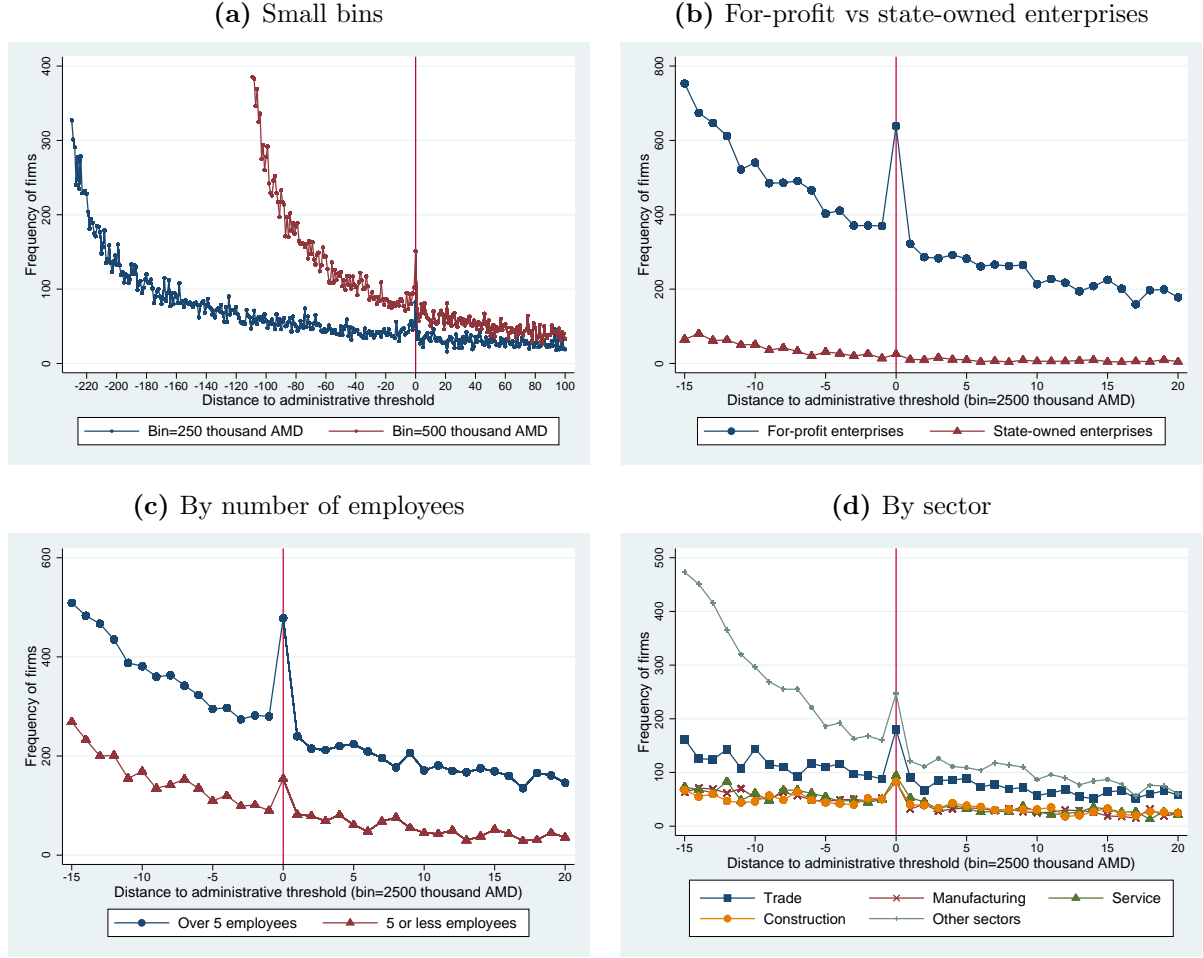 (a) Small bins
Frequency of firms
400
300
200
100
0
-220 -200 -180 -160 -140 -120 -100 -80 -60 -40 -20 0 20 40 60 80 100
Distance to administrative threshold
Bin=250 thousand AMD Bin=500 thousand AMD
(b) For-profit vs state-owned enterprises
Frequency of firms
800
600
400
200
0
-15 -10 -5 0 5 10 15 20
Distance to administrative threshold (bin=2500 thousand AMD)
For-profit enterprises State-owned enterprises
(c) By number of employees
Frequency of firms
600
400
200
0
-15 -10 -5 0 5 10 15 20
Distance to administrative threshold (bin=2500 thousand AMD)
Over 5 employees 5 or less employees
(d) By sector
Frequency of firms
500
400
300
200
100
0
-15 -10 -5 0 5 10 15 20
Distance to administrative threshold (bin=2500 thousand AMD)
Trade Manufacturing Service
Construction Other sectors